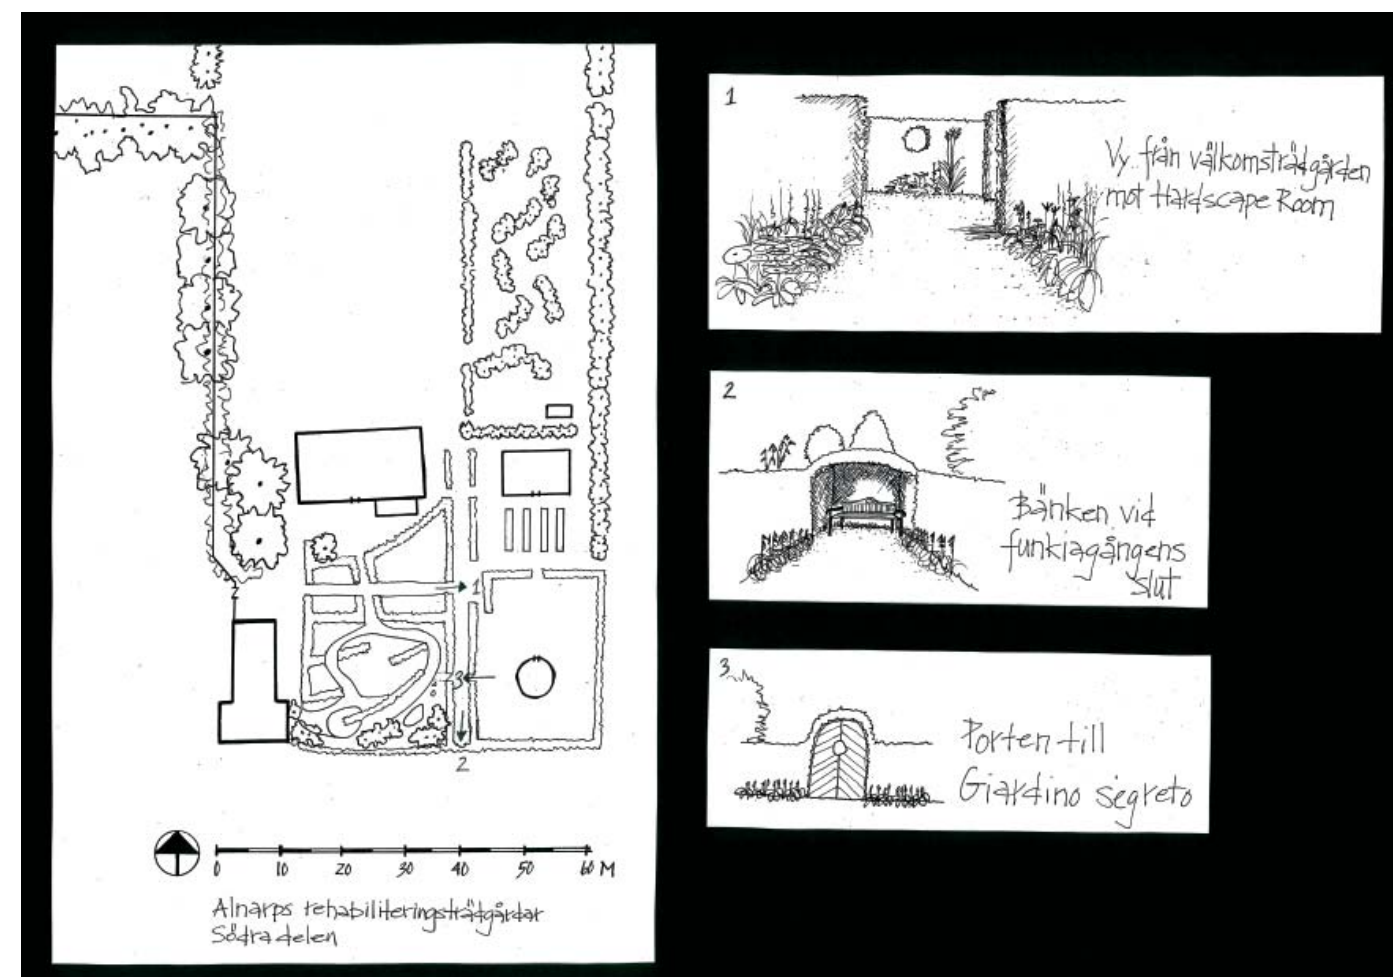 1
3
2
0 10 20 30 40 50 60 M
Alnarps rehabiliteringsträdgårdar
Södra delen
1
Vy från välkomsträdgården
mot Hardscape Room
2
Bänken vid
funkiagångens
slut
3
Porten till
Giardino segreto